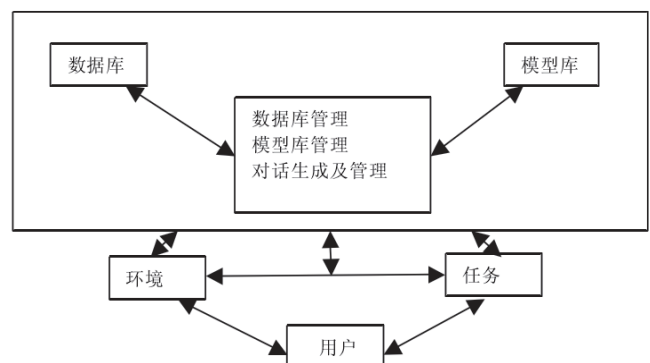 数据库
模型库
数据库管理
模型库管理
对话生成及管理
环境
任务
用户